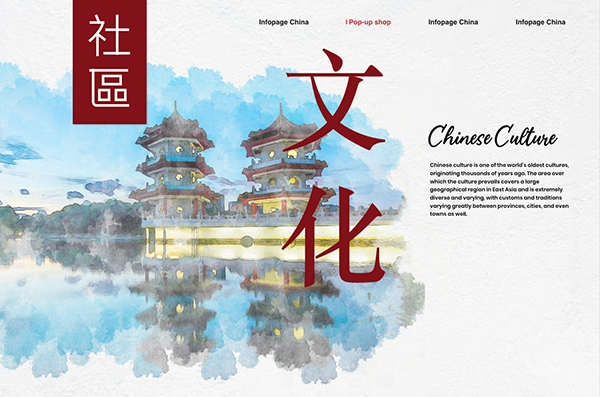 社
區
Infopage China
| Pop-up shop
Infopage China
Infopage China
文
化
Chinese Culture
Chinese culture is one of the world's oldest cultures,
originating thousands of years ago. The area over
which the culture prevails covers a large
geographical region in East Asia and is extremely
diverse and varying, with customs and traditions
varying greatly between provinces, cities, and even
towns as well.